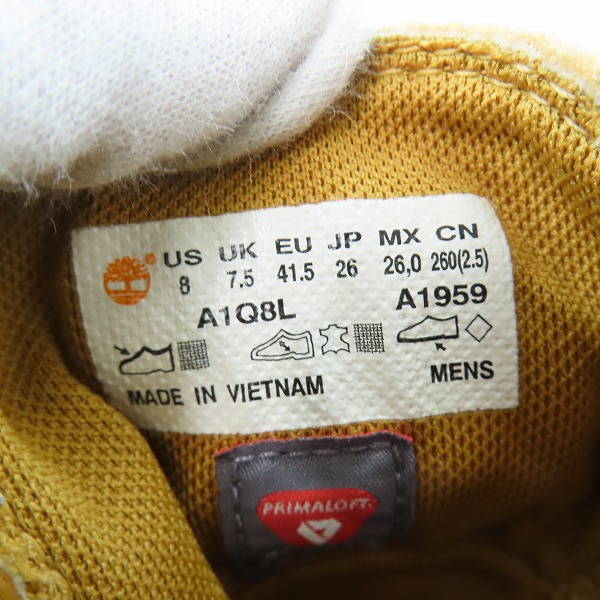 US UK EU JP MX CN
8 7.5 41.5 26 26,0 260(2.5)
A1Q8L A1959
MADE IN VIETNAM MENS
PRIMALOFT.